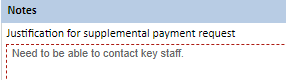 Notes
Justification for supplemental payment request
Need to be able to contact key staff.